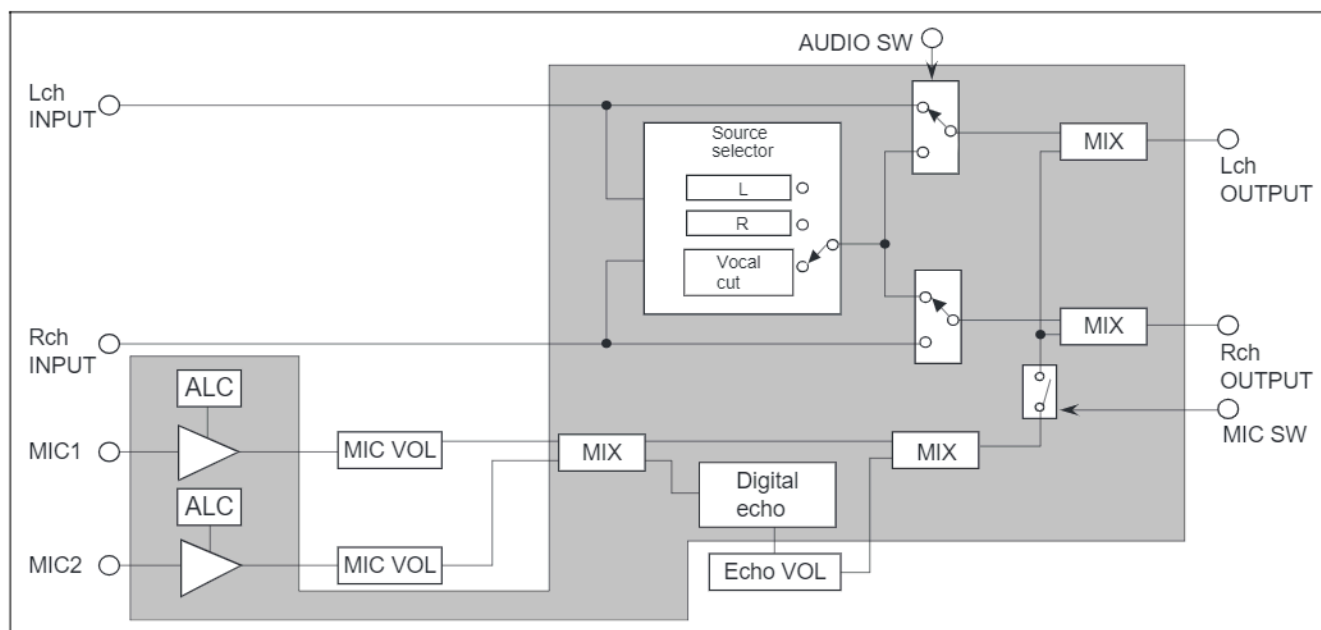 AUDIO SW
Lch
INPUT
Source
selector
L
R
Vocal
cut
MIX
Lch
OUTPUT
Rch
INPUT
MIX
Rch
OUTPUT
MIC SW
ALC
MIC1
MIC VOL
MIX
MIX
Digital
echo
ALC
MIC2
MIC VOL
Echo VOL